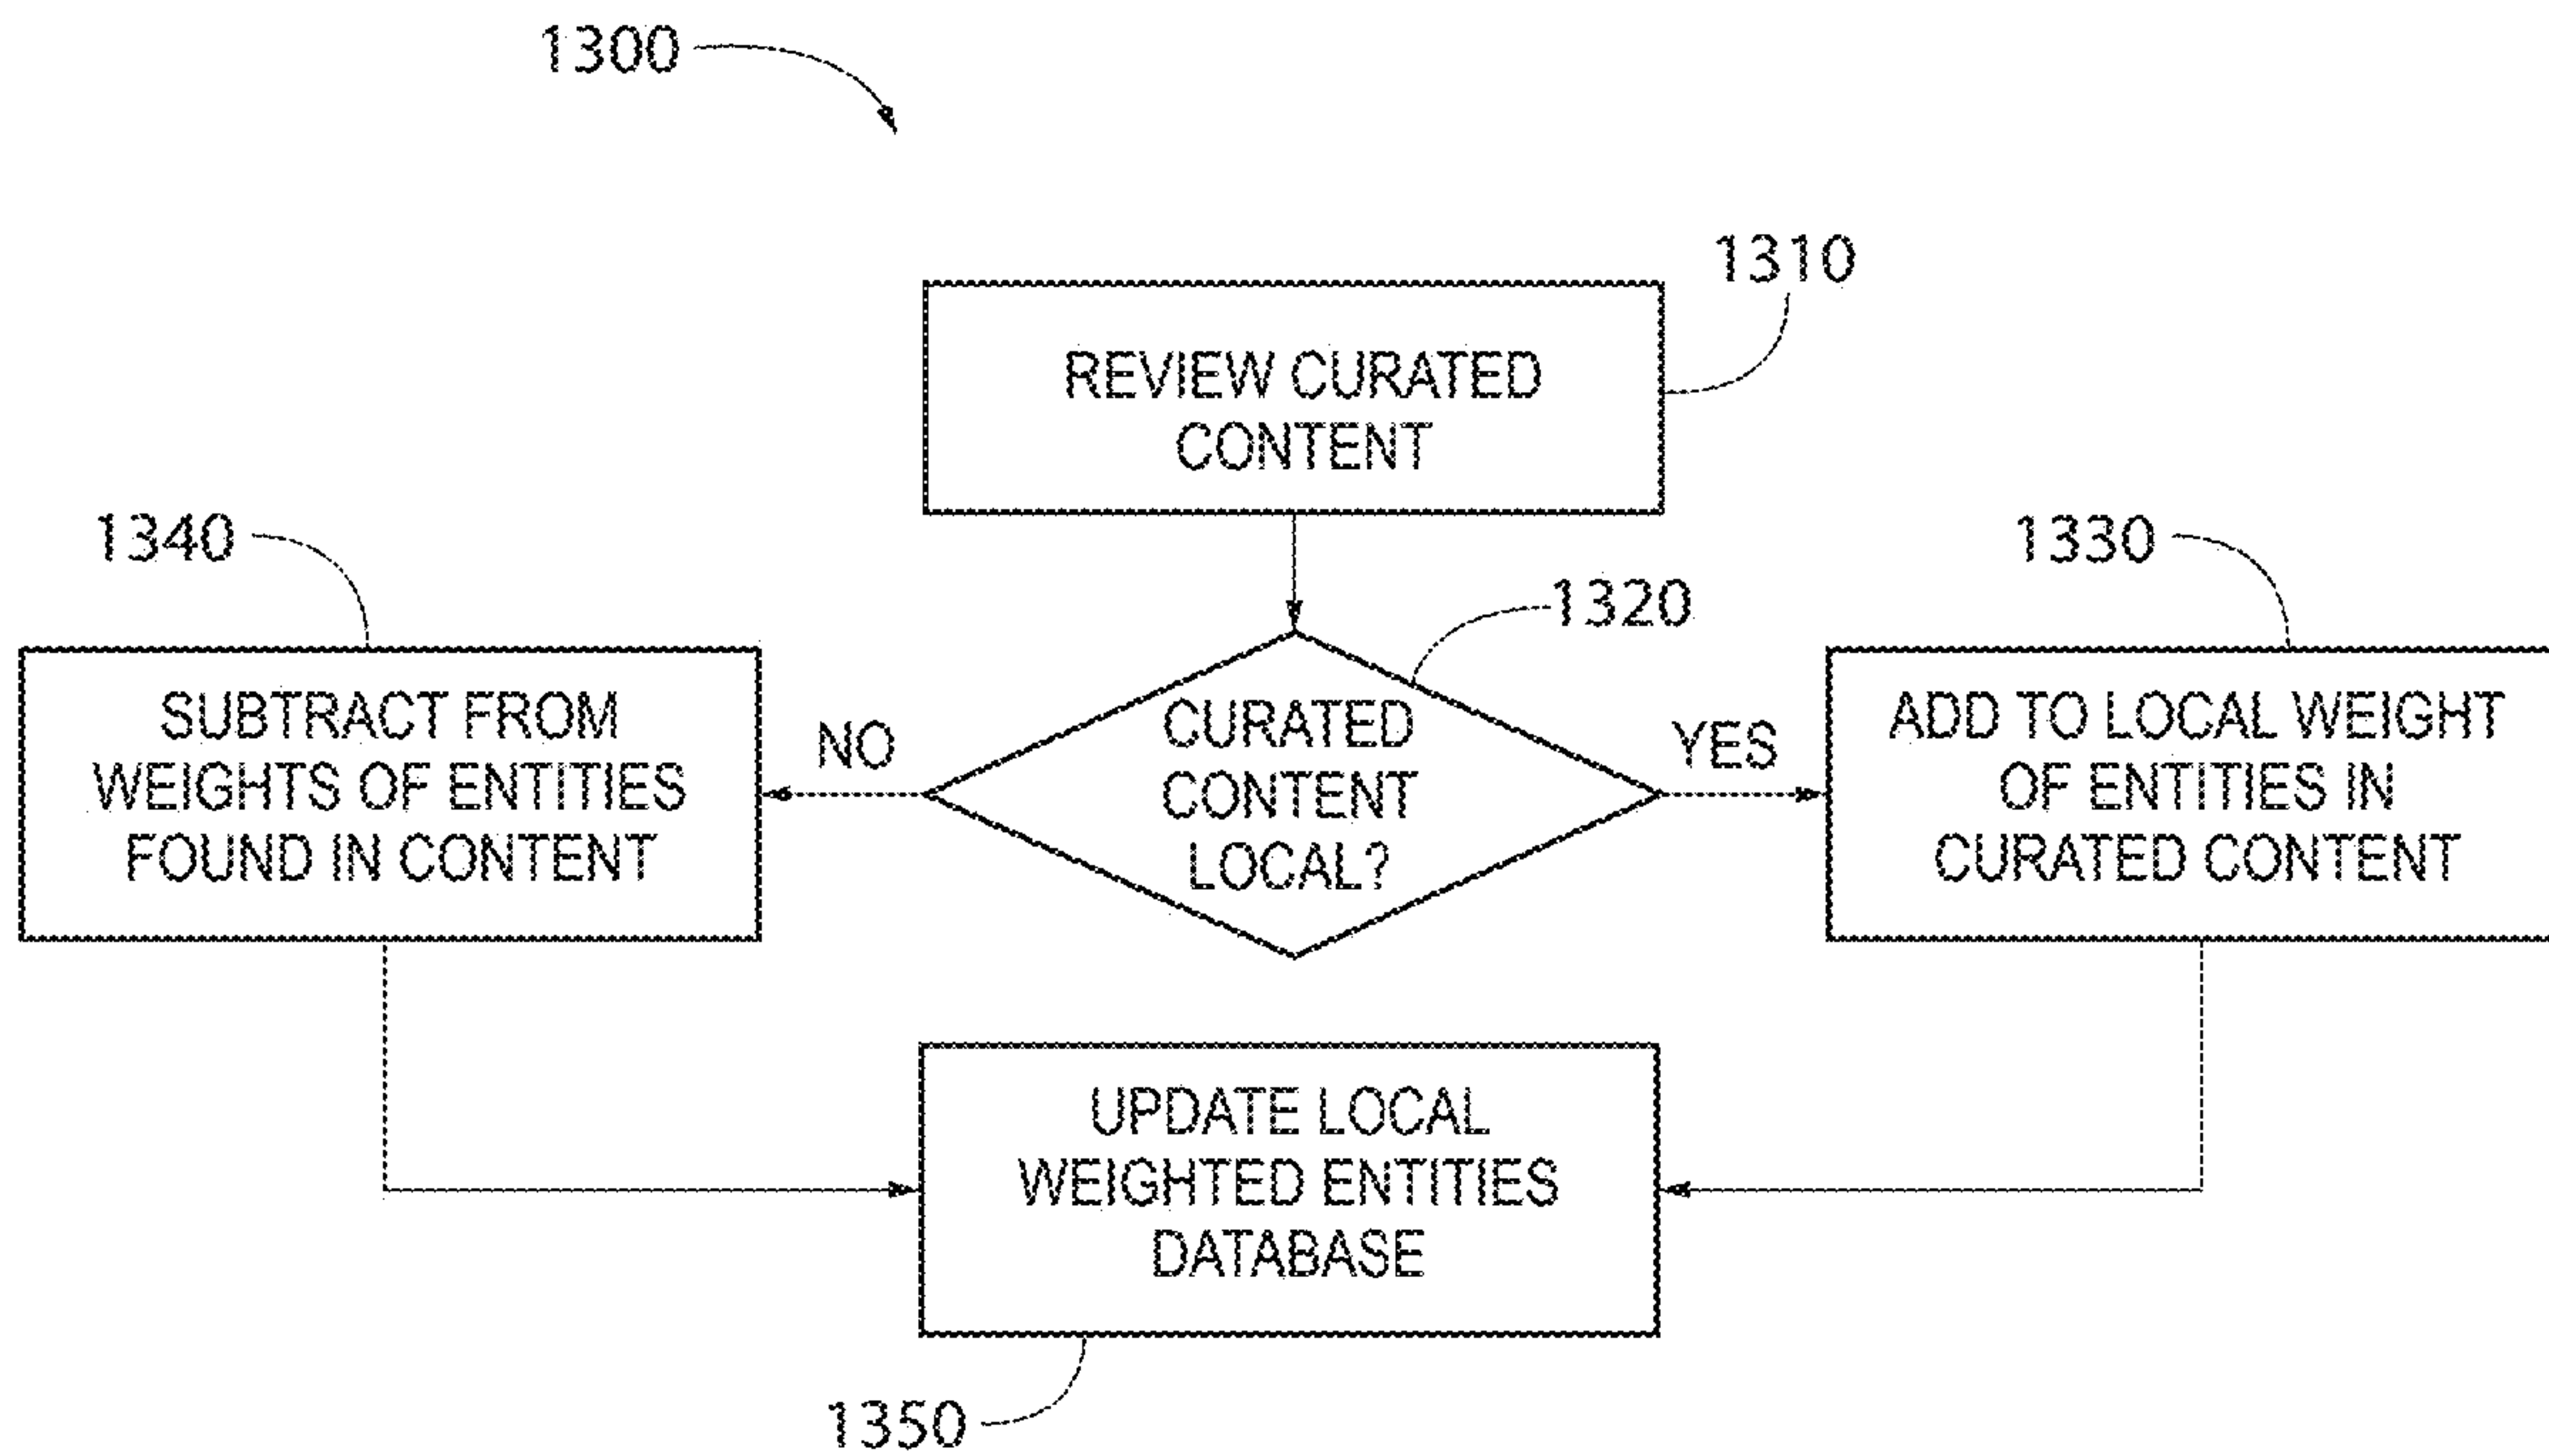 1300
1310
REVIEW CURATED
CONTENT
1340
1330
1320
SUBTRACT FROM
WEIGHTS OF ENTITIES
FOUND IN CONTENT
NO
CURATED
CONTENT
LOCAL?
YES
ADD TO LOCAL WEIGHT
OF ENTITIES IN
CURATED CONTENT
UPDATE LOCAL
WEIGHTED ENTITIES
DATABASE
1350